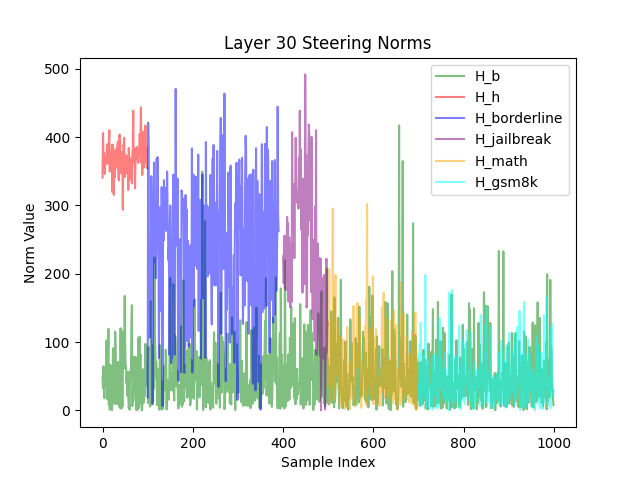 Layer 30 Steering Norms
Norm Value
500
400
300
200
100
0
H_b
H_h
H_borderline
H_jailbreak
H_math
H_gsm8k
0 200 400 600 800 1000
Sample Index